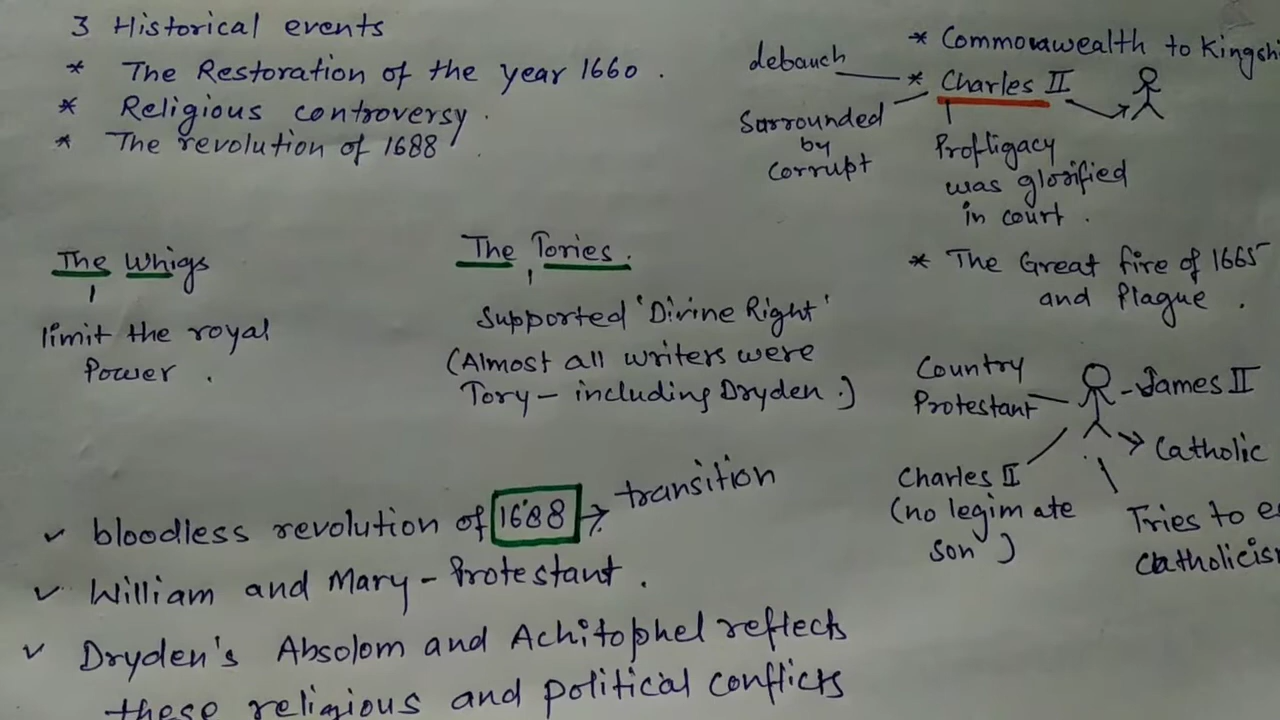 3 Historical events
* The Restoration of the year 1660.
* Religious controversy.
* The revolution of 1688.
* Commonawealth to Kingshi
debauch
* Charles II
Surrounded
by
Corrupt
Profligacy
was glorified
in court.
* The Great fire of 1665
and Plague.
The Whigs
limit the royal
Power.
The Tories.
Supported 'Divine Right'
(Almost all writers were
Tory - including Dryden.)
Country
Protestant
- James II
Catholic
Charles II
(no legim ate
son)
Tries to e
Catholicis
✓ bloodless revolution of 1688 → transition
✓ William and Mary - Protestant.
✓ Dryden's Absolom and Achitophel reflects
these religious and political conflicts